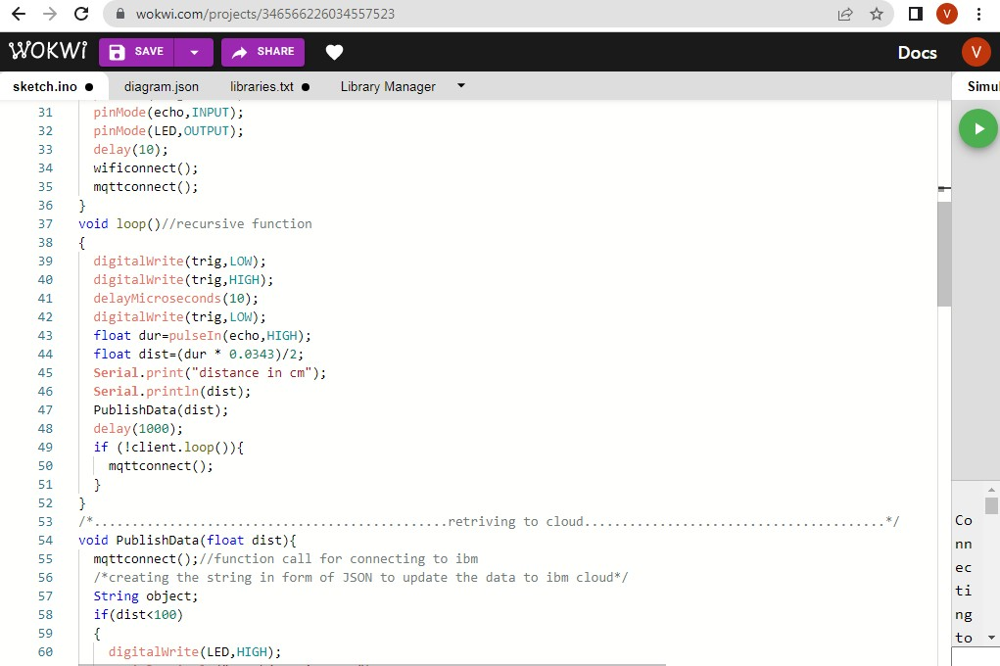 wokwi.com/projects/346566226034557523
WOKWI SAVE SHARE Docs V
sketch.ino diagram.json libraries.txt Library Manager Simul
31 pinMode(echo,INPUT);
32 pinMode(LED,OUTPUT);
33 delay(10);
34 wificonnect();
35 mqttconnect();
36 }
37 void loop()//recursive function
38 {
39 digitalWrite(trig,LOW);
40 digitalWrite(trig,HIGH);
41 delayMicroseconds(10);
42 digitalWrite(trig,LOW);
43 float dur=pulseIn(echo,HIGH);
44 float dist=(dur * 0.0343)/2;
45 Serial.print("distance in cm");
46 Serial.println(dist);
47 PublishData(dist);
48 delay(1000);
49 if (!client.loop()){
50 mqttconnect();
51 }
52 }
53 /*...............................................retriving to cloud........................................*/
54 void PublishData(float dist){
55 mqttconnect();//function call for connecting to ibm
56 /*creating the string in form of JSON to update the data to ibm cloud*/
57 String object;
58 if(dist<100)
59 {
60 digitalWrite(LED,HIGH);
Co
nn
ec
ti
ng
to